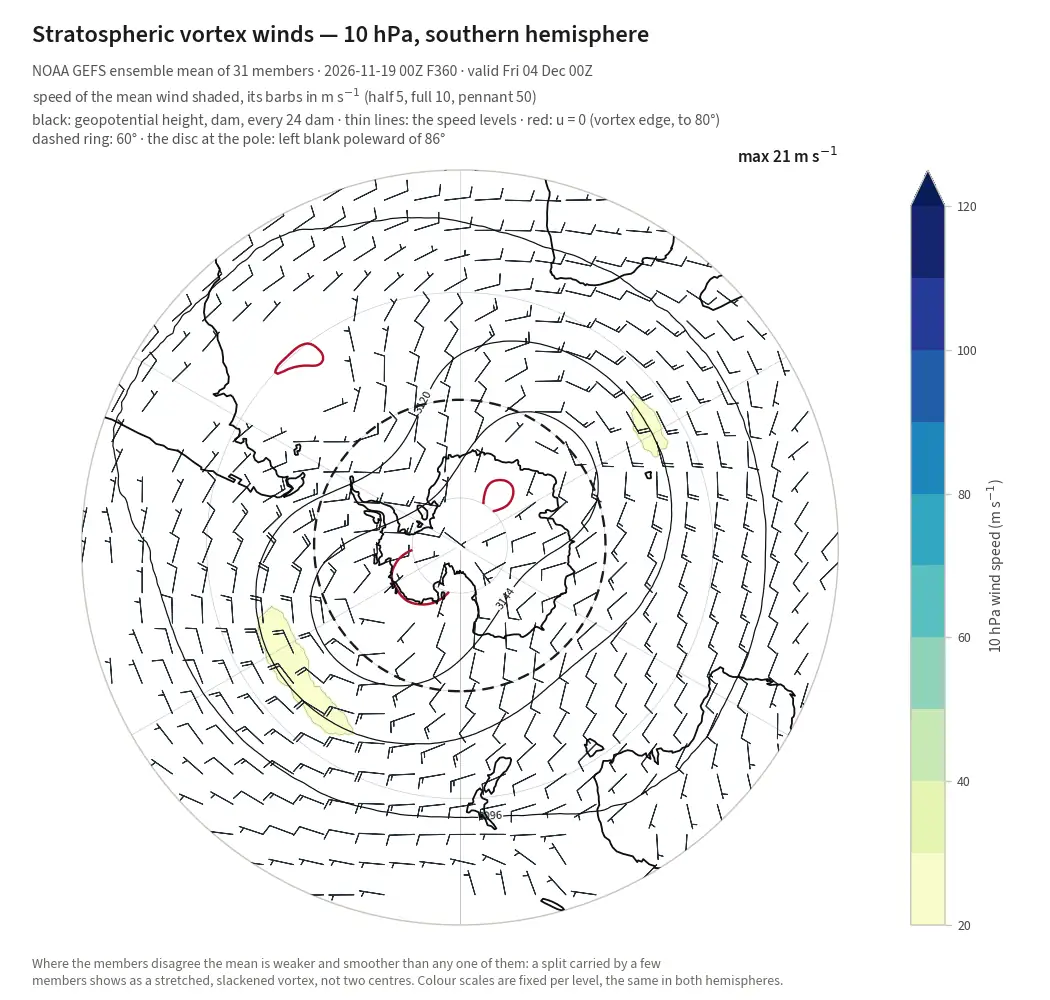 Stratospheric vortex winds — 10 hPa, southern hemisphere
NOAA GEFS ensemble mean of 31 members · 2026-11-19 00Z F360 · valid Fri 04 Dec 00Z
speed of the mean wind shaded, its barbs in m s⁻¹ (half 5, full 10, pennant 50)
black: geopotential height, dam, every 24 dam · thin lines: the speed levels · red: u = 0 (vortex edge, to 80°)
dashed ring: 60° · the disc at the pole: left blank poleward of 86°
max 21 m s⁻¹
120
100
80
60
40
20
10 hPa wind speed (m s⁻¹)
3120
3144
Where the members disagree the mean is weaker and smoother than any one of them: a split carried by a few
members shows as a stretched, slackened vortex, not two centres. Colour scales are fixed per level, the same in both hemispheres.